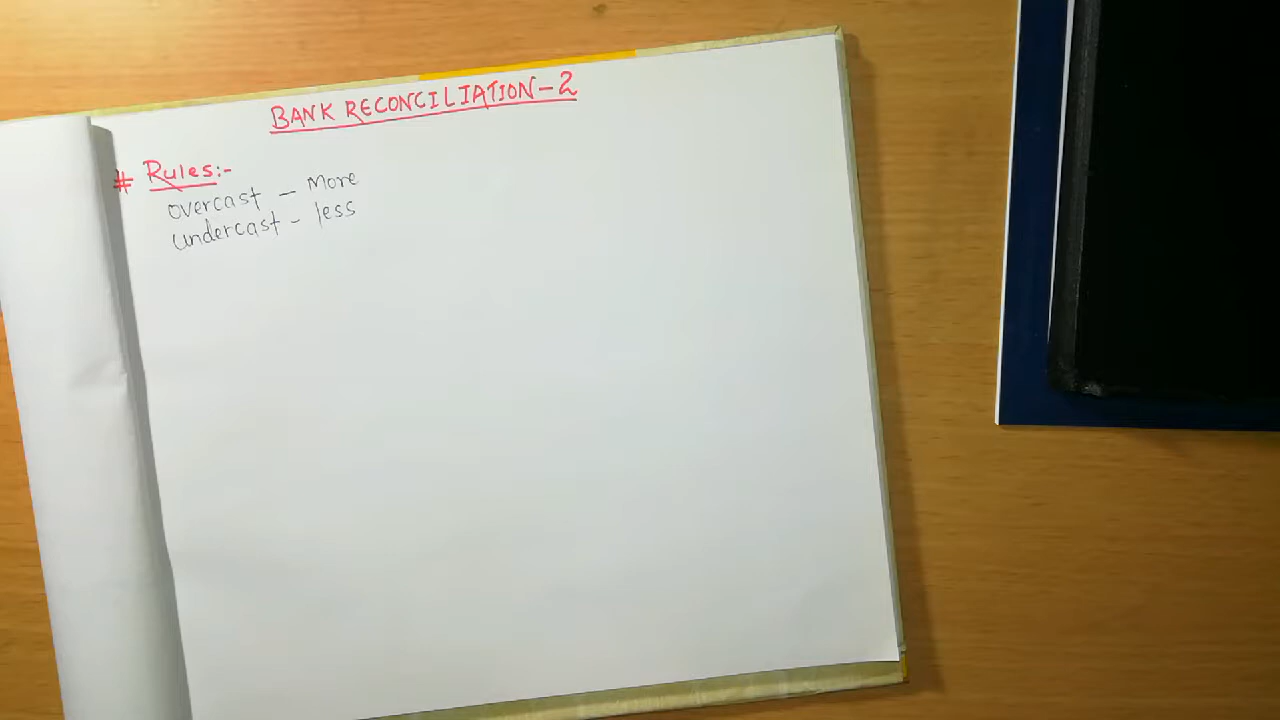 BANK RECONCILIATION-2
# Rules:-
overcast - More
undercast - less